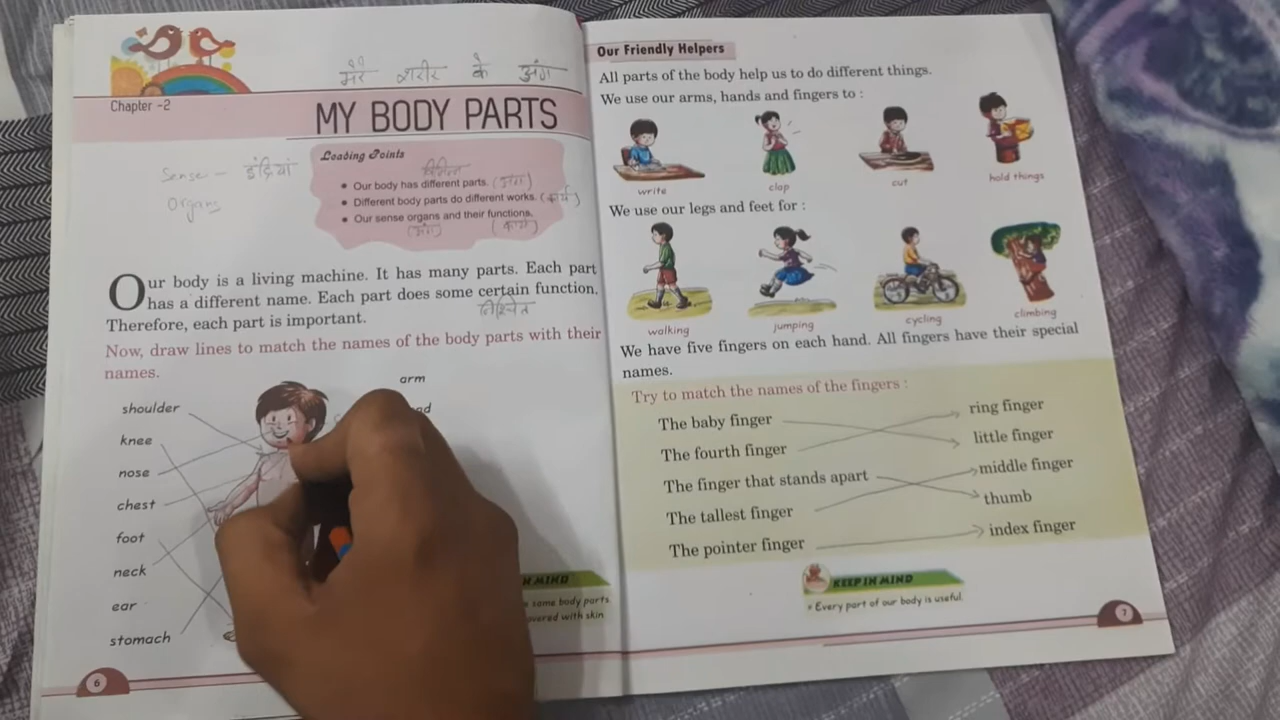 मेरे शरीर के अंग
Chapter -2
MY BODY PARTS
Sense - इंद्रियां
Organs
Leading Points
विभिन्न
• Our body has different parts. (अंग)
• Different body parts do different works. (कार्य)
• Our sense organs and their functions.
(अंग) (कार्य)
Our body is a living machine. It has many parts. Each part
has a different name. Each part does some certain function.
निश्चित
Therefore, each part is important.
Now, draw lines to match the names of the body parts with their
names.
arm
shoulder
knee
nose
chest
foot
neck
ear
stomach
some body parts
6
Our Friendly Helpers
All parts of the body help us to do different things.
We use our arms, hands and fingers to :
write clap cut hold things
We use our legs and feet for :
walking jumping cycling climbing
We have five fingers on each hand. All fingers have their special
names.
Try to match the names of the fingers :
The baby finger ring finger
The fourth finger little finger
The finger that stands apart middle finger
The tallest finger thumb
The pointer finger index finger
KEEP IN MIND
• Every part of our body is useful.
7